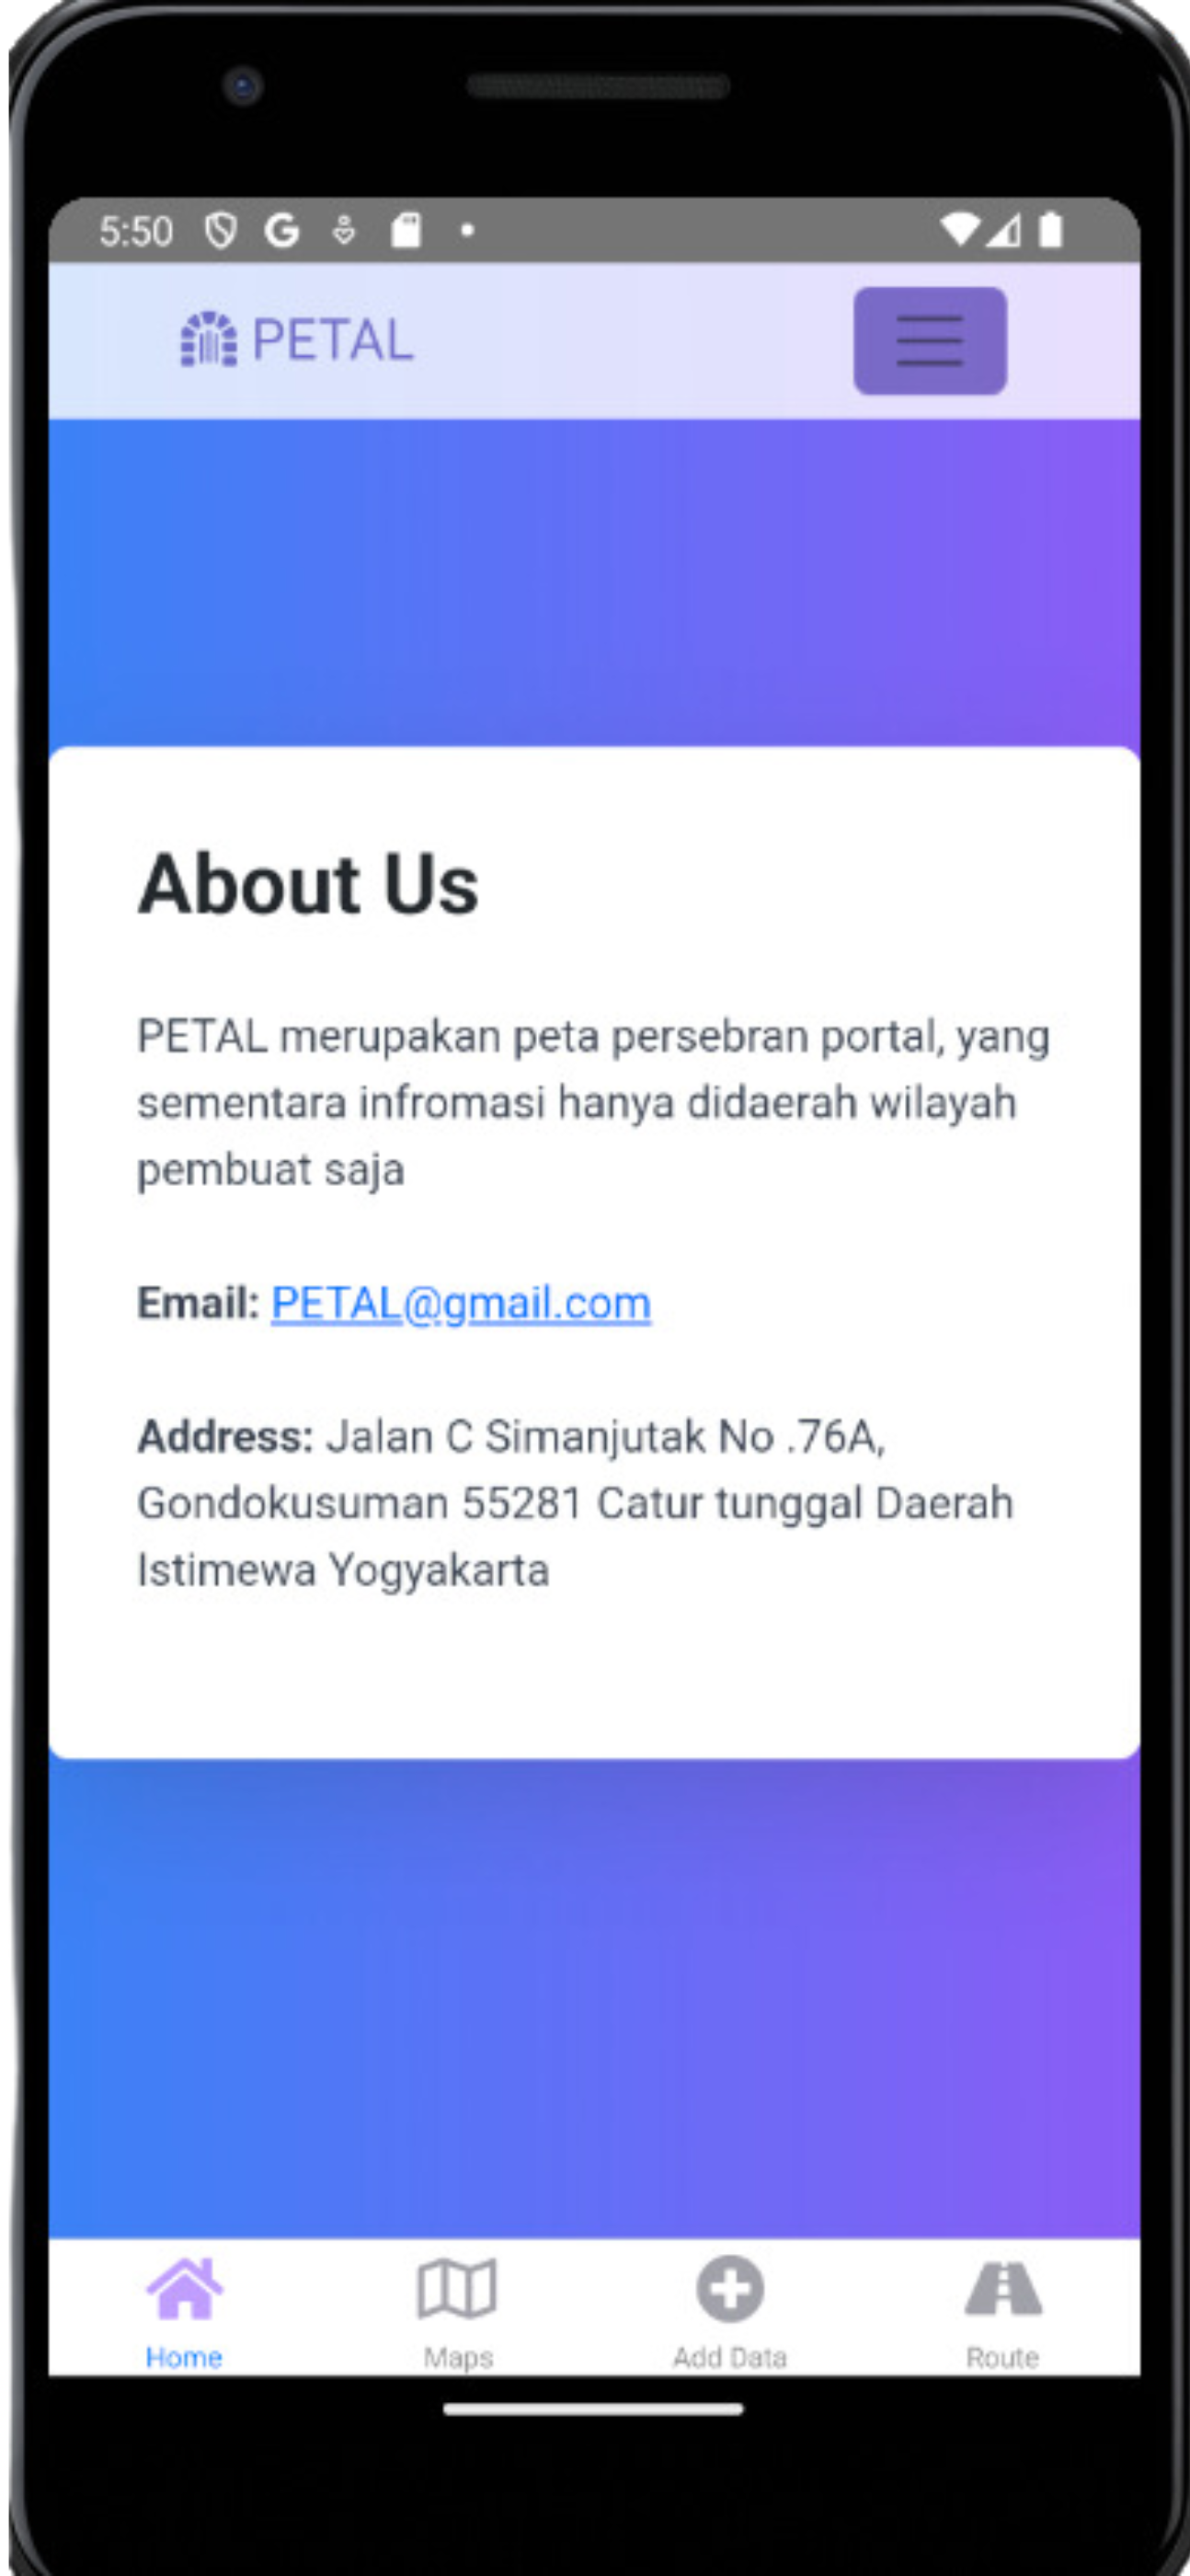 5:50
PETAL
About Us
PETAL merupakan peta persebran portal, yang
sementara infromasi hanya didaerah wilayah
pembuat saja
Email: PETAL@gmail.com
Address: Jalan C Simanjutak No .76A,
Gondokusuman 55281 Catur tunggal Daerah
Istimewa Yogyakarta
Home Maps Add Data Route